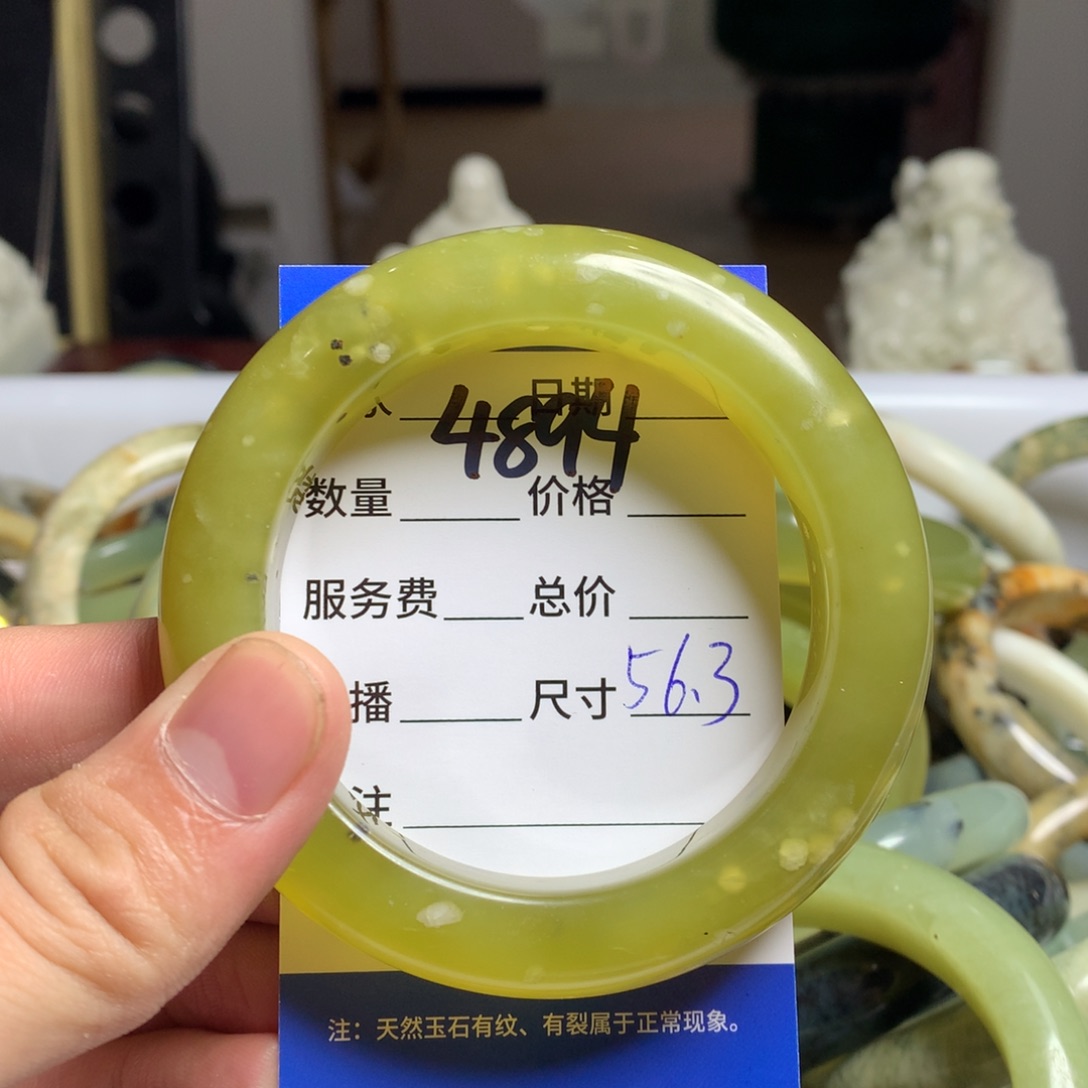 日期
4894
数量 价格
服务费 总价
播 尺寸 56.3
注
注：天然玉石有纹、有裂属于正常现象。